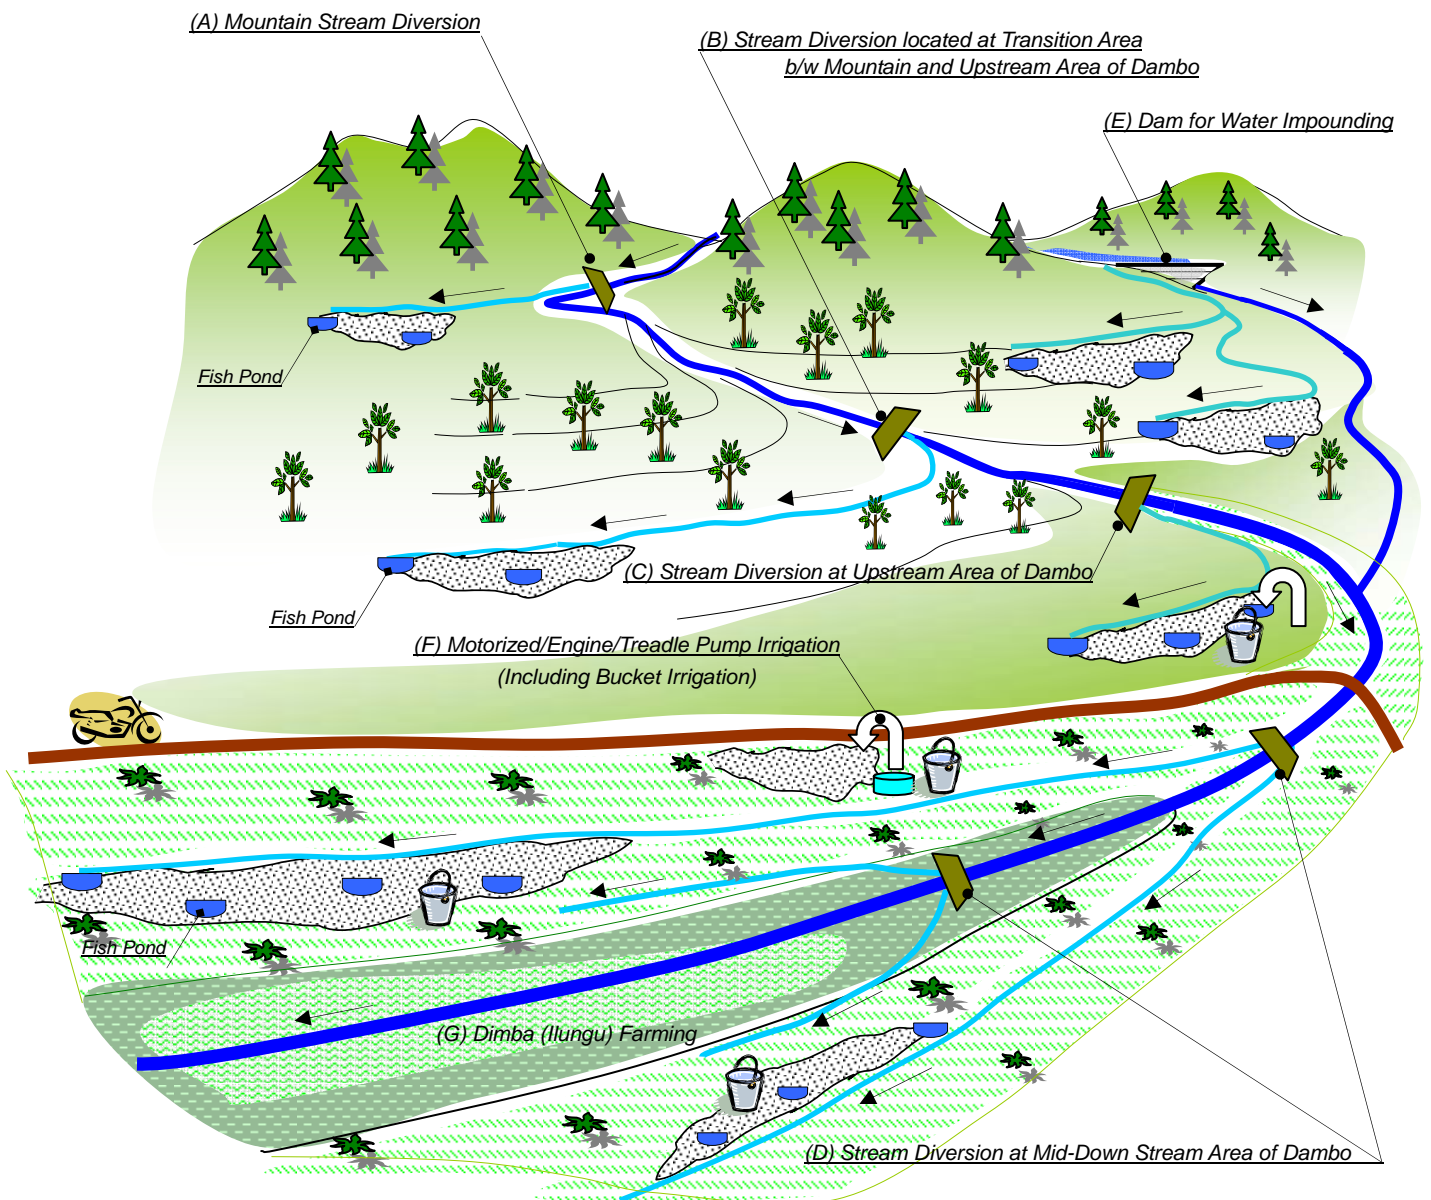 (A) Mountain Stream Diversion
(B) Stream Diversion located at Transition Area
b/w Mountain and Upstream Area of Dambo
(E) Dam for Water Impounding
Fish Pond
(C) Stream Diversion at Upstream Area of Dambo
Fish Pond
(F) Motorized/Engine/Treadle Pump Irrigation
(Including Bucket Irrigation)
Fish Pond
(G) Dimba (Ilungu) Farming
(D) Stream Diversion at Mid-Down Stream Area of Dambo